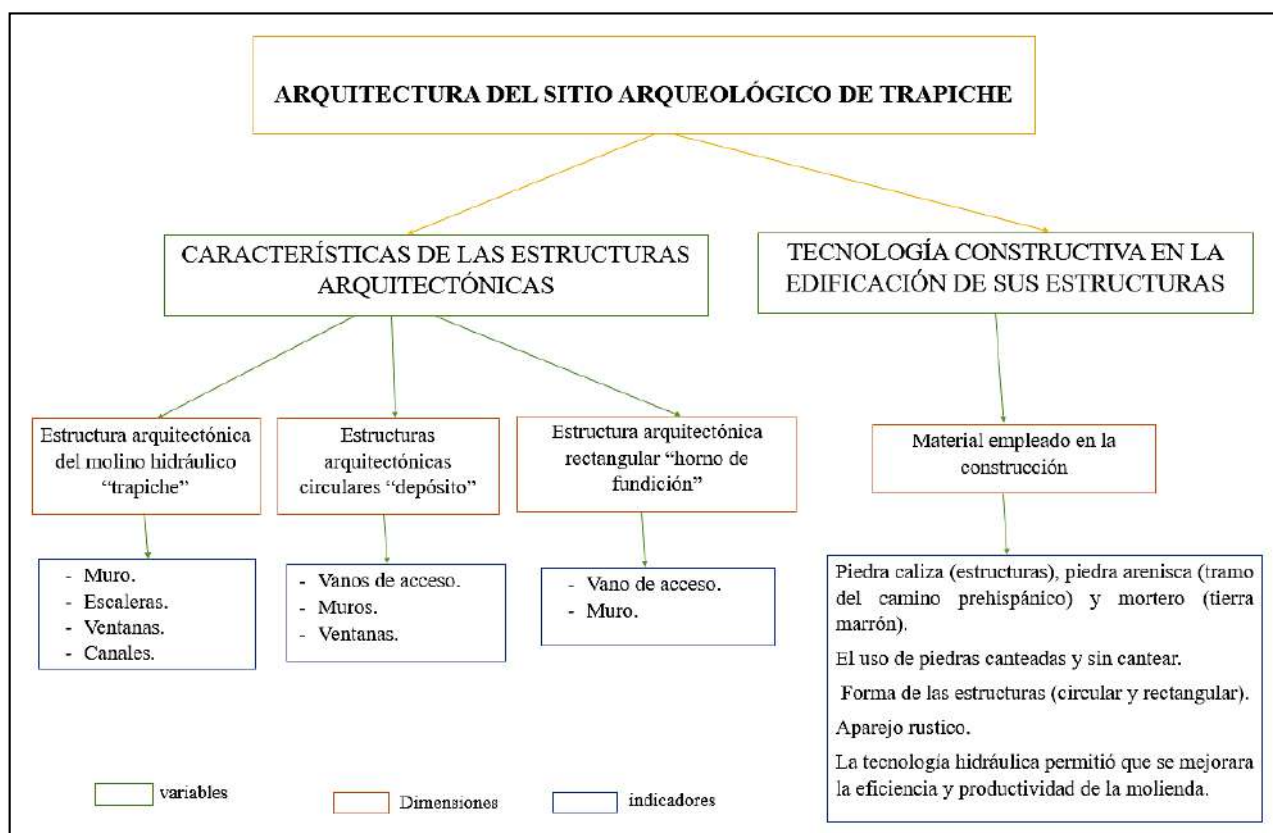 ARQUITECTURA DEL SITIO ARQUEOLÓGICO DE TRAPICHE
CARACTERÍSTICAS DE LAS ESTRUCTURAS
ARQUITECTÓNICAS
TECNOLOGÍA CONSTRUCTIVA EN LA
EDIFICACIÓN DE SUS ESTRUCTURAS
Estructura arquitectónica
del molino hidráulico
“trapiche”
Estructuras
arquitectónicas
circulares “depósito”
Estructura arquitectónica
rectangular “horno de
fundición”
Material empleado en la
construcción
- Muro.
- Escaleras.
- Ventanas.
- Canales.
- Vanos de acceso.
- Muros.
- Ventanas.
- Vano de acceso.
- Muro.
Piedra caliza (estructuras), piedra arenisca (tramo
del camino prehispánico) y mortero (tierra
marrón).
El uso de piedras canteadas y sin cantear.
Forma de las estructuras (circular y rectangular).
Aparejo rustico.
La tecnología hidráulica permitió que se mejorara
la eficiencia y productividad de la molienda.
variables
Dimensiones
indicadores